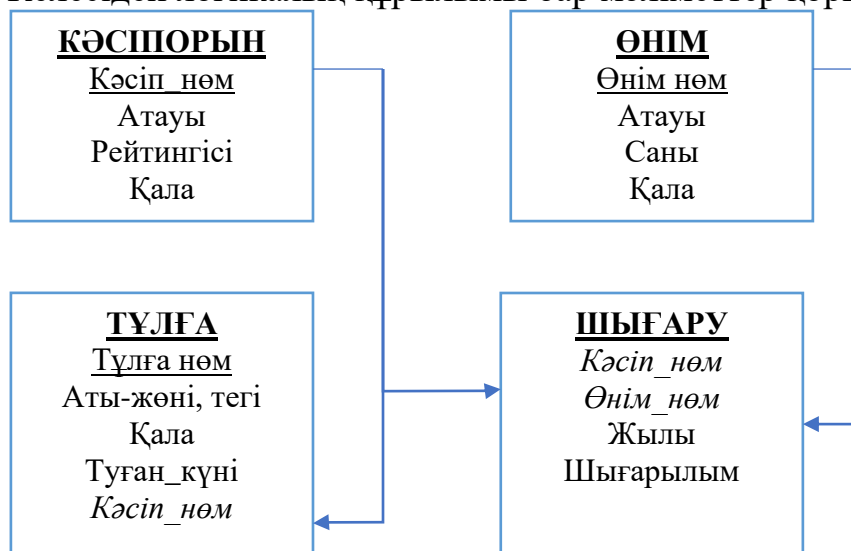 КӘСІПОРЫН
Кәсіп_нөм
Атауы
Рейтингісі
Қала
ӨНІМ
Өнім нөм
Атауы
Саны
Қала
ТҰЛҒА
Тұлға нөм
Аты-жөні, тегі
Қала
Туған_күні
Кәсіп_нөм
ШЫҒАРУ
Кәсіп_нөм
Өнім_нөм
Жылы
Шығарылым